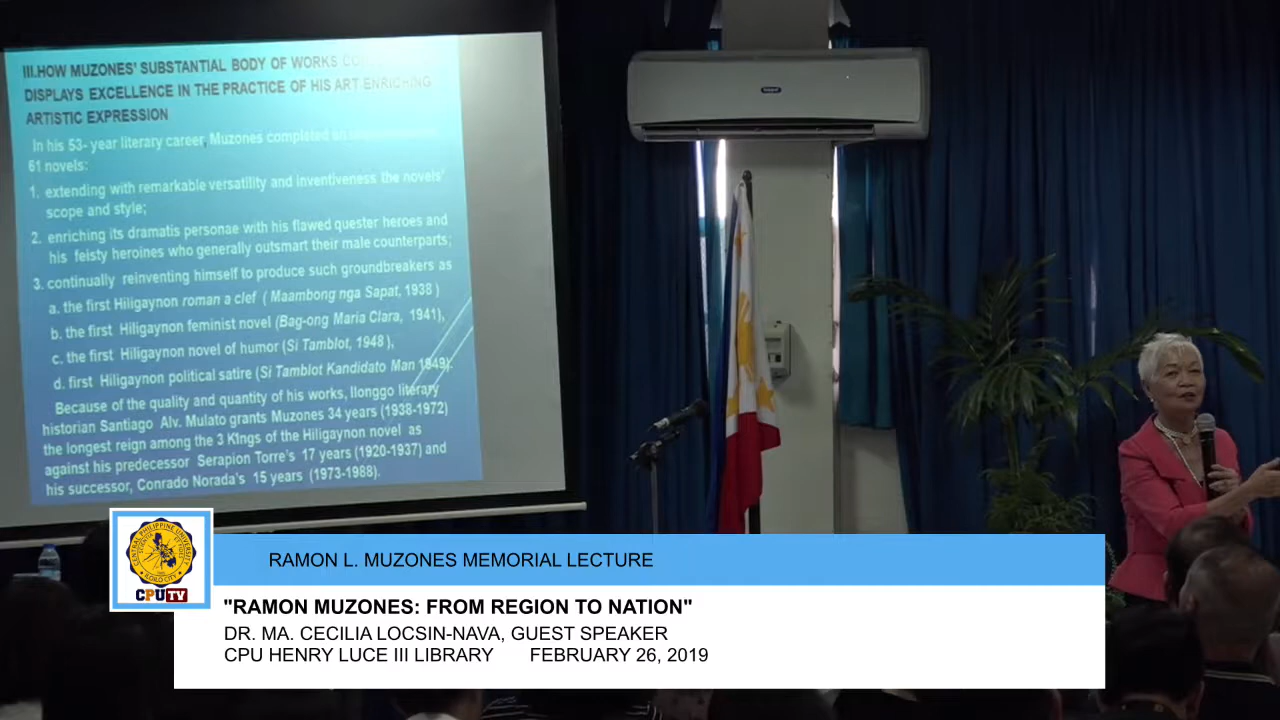 III.HOW MUZONES' SUBSTANTIAL BODY OF WORKS
DISPLAYS EXCELLENCE IN THE PRACTICE OF HIS ART ENRICHING
ARTISTIC EXPRESSION
In his 53- year literary career, Muzones completed an
61 novels:
1. extending with remarkable versatility and inventiveness the novels'
scope and style;
2. enriching its dramatis personae with his flawed quester heroes and
his feisty heroines who generally outsmart their male counterparts;
3. continually reinventing himself to produce such groundbreakers as
a. the first Hiligaynon roman a clef ( Maambong nga Sapat, 1938 )
b. the first Hiligaynon feminist novel (Bag-ong Maria Clara, 1941),
c. the first Hiligaynon novel of humor (Si Tamblot, 1948 ),
d. first Hiligaynon political satire (Si Tamblot Kandidato Man 1949).
Because of the quality and quantity of his works, Ilonggo literary
historian Santiago Alv. Mulato grants Muzones 34 years (1938-1972)
the longest reign among the 3 KIngs of the Hiligaynon novel as
against his predecessor Serapion Torre's 17 years (1920-1937) and
his successor, Conrado Norada's 15 years (1973-1988).
CENTRAL PHILIPPINE UNIVERSITY
ILOILO CITY
CPUTV
RAMON L. MUZONES MEMORIAL LECTURE
"RAMON MUZONES: FROM REGION TO NATION"
DR. MA. CECILIA LOCSIN-NAVA, GUEST SPEAKER
CPU HENRY LUCE III LIBRARY FEBRUARY 26, 2019